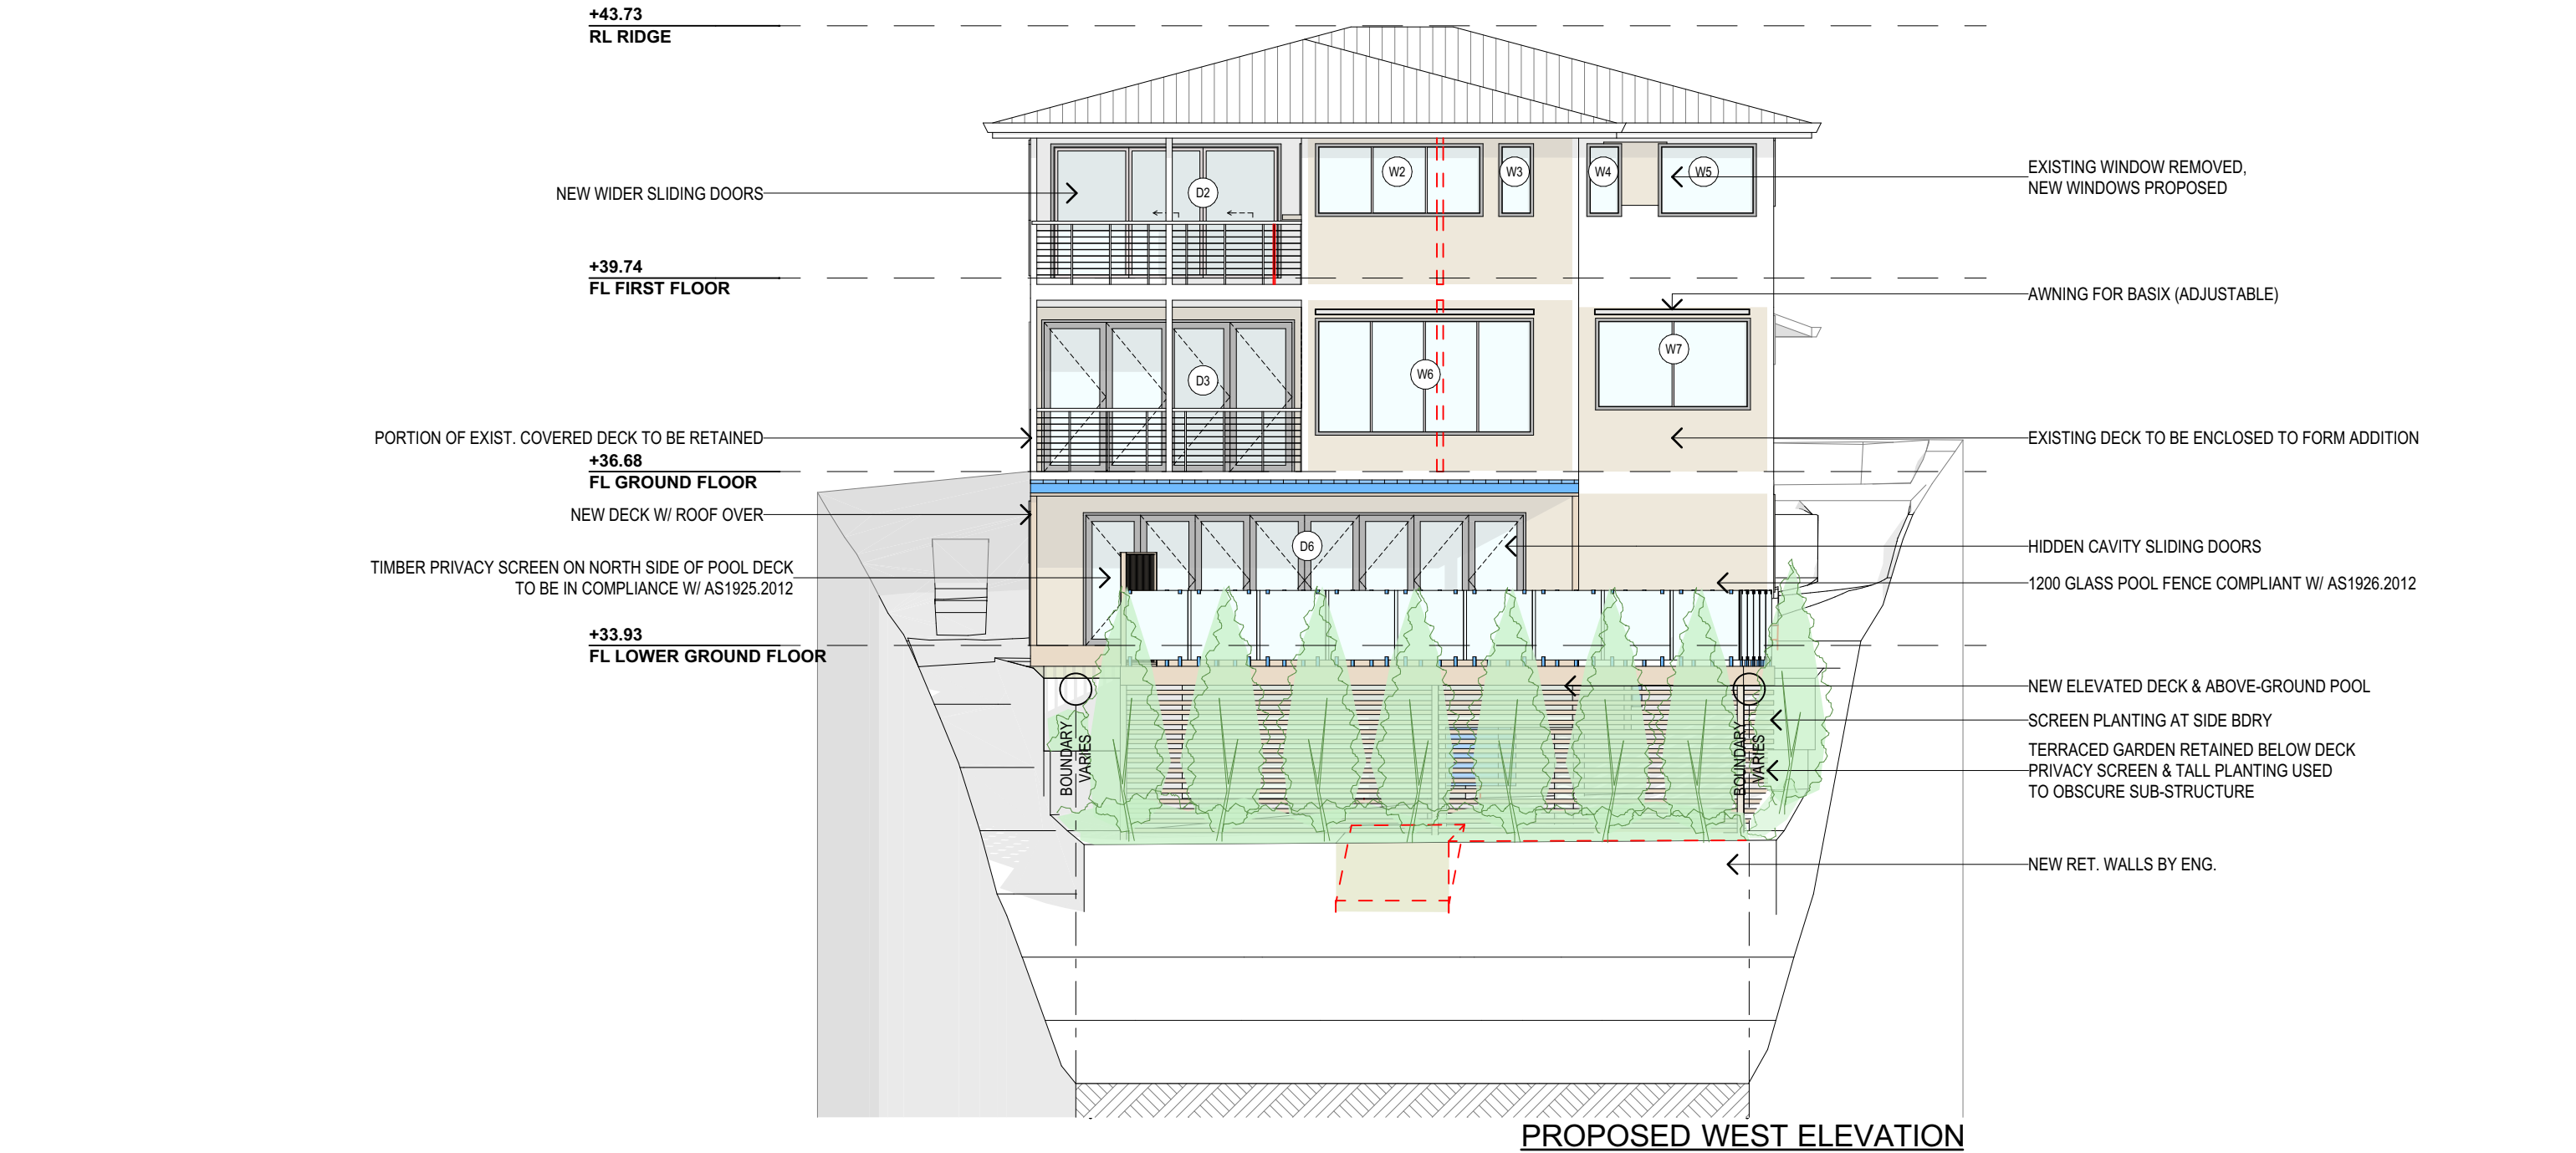 +43.73
RL RIDGE
NEW WIDER SLIDING DOORS
D2
W2
W3
W4
W5
EXISTING WINDOW REMOVED,
NEW WINDOWS PROPOSED
+39.74
FL FIRST FLOOR
AWNING FOR BASIX (ADJUSTABLE)
D3
W6
W7
PORTION OF EXIST. COVERED DECK TO BE RETAINED
EXISTING DECK TO BE ENCLOSED TO FORM ADDITION
+36.68
FL GROUND FLOOR
NEW DECK W/ ROOF OVER
D6
HIDDEN CAVITY SLIDING DOORS
TIMBER PRIVACY SCREEN ON NORTH SIDE OF POOL DECK
TO BE IN COMPLIANCE W/ AS1925.2012
1200 GLASS POOL FENCE COMPLIANT W/ AS1926.2012
+33.93
FL LOWER GROUND FLOOR
NEW ELEVATED DECK & ABOVE-GROUND POOL
SCREEN PLANTING AT SIDE BDRY
BOUNDARY
VARIES
BOUNDARY
VARIES
TERRACED GARDEN RETAINED BELOW DECK
PRIVACY SCREEN & TALL PLANTING USED
TO OBSCURE SUB-STRUCTURE
NEW RET. WALLS BY ENG.
PROPOSED WEST ELEVATION